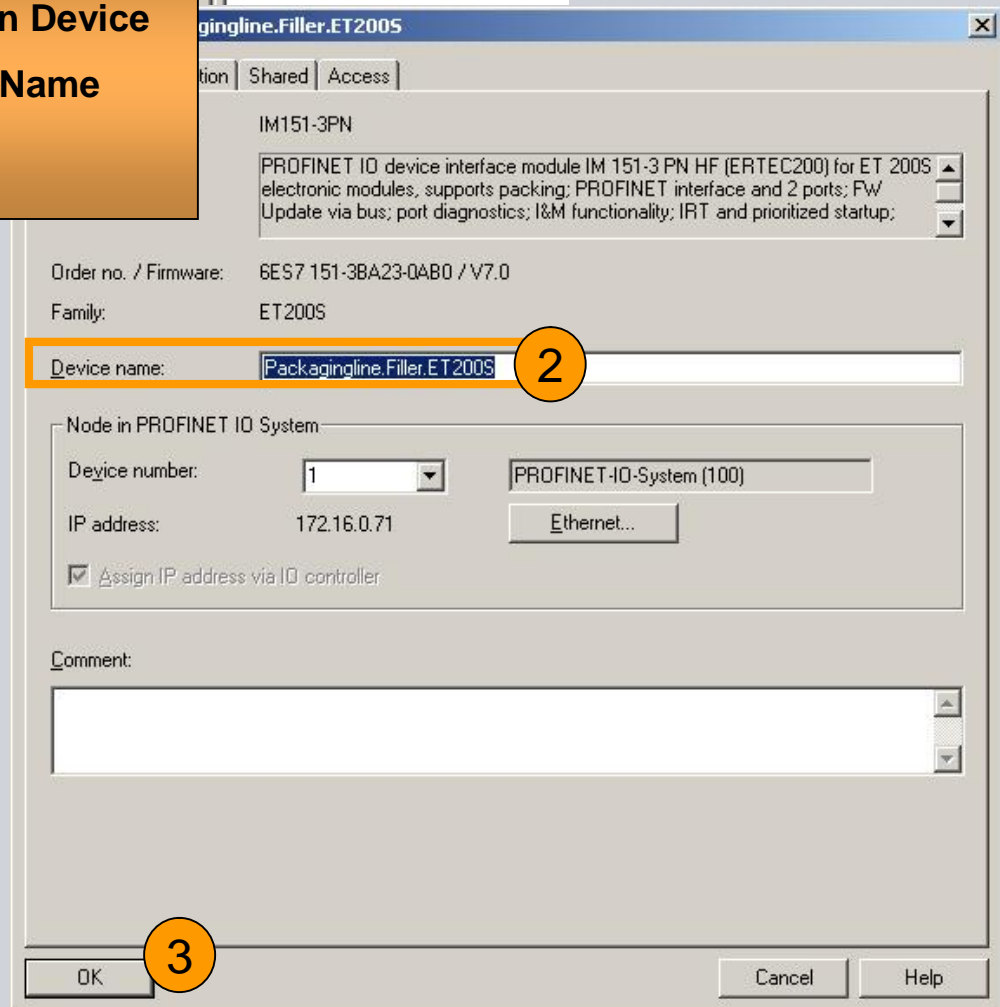 n Device
Name
gingline.Filler.ET200S
tion Shared Access
IM151-3PN
PROFINET IO device interface module IM 151-3 PN HF (ERTEC200) for ET 200S
electronic modules, supports packing; PROFINET interface and 2 ports; FW
Update via bus; port diagnostics; I&M functionality; IRT and prioritized startup;
Order no. / Firmware: 6ES7 151-3BA23-0AB0 / V7.0
Family: ET200S
Device name: Packagingline.Filler.ET200S 2
Node in PROFINET IO System
Device number: 1 PROFINET-IO-System (100)
IP address: 172.16.0.71 Ethernet...
Assign IP address via IO controller
Comment:
3
OK Cancel Help